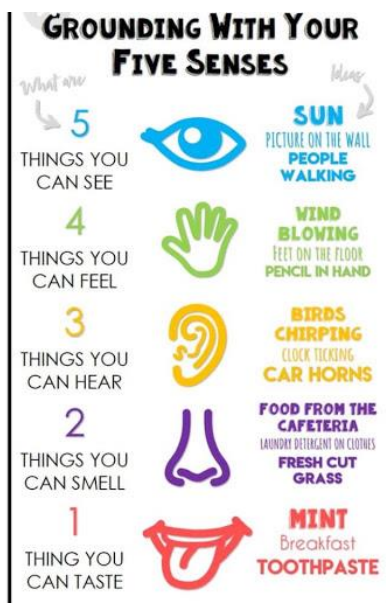 GROUNDING WITH YOUR
FIVE SENSES
What are
Ideas
5
THINGS YOU
CAN SEE
SUN
PICTURE ON THE WALL
PEOPLE
WALKING
4
THINGS YOU
CAN FEEL
WIND
BLOWING
FEET ON THE FLOOR
PENCIL IN HAND
3
THINGS YOU
CAN HEAR
BIRDS
CHIRPING
CLOCK TICKING
CAR HORNS
2
THINGS YOU
CAN SMELL
FOOD FROM THE
CAFETERIA
LAUNDRY DETERGENT ON CLOTHES
FRESH CUT
GRASS
1
THING YOU
CAN TASTE
MINT
Breakfast
TOOTHPASTE